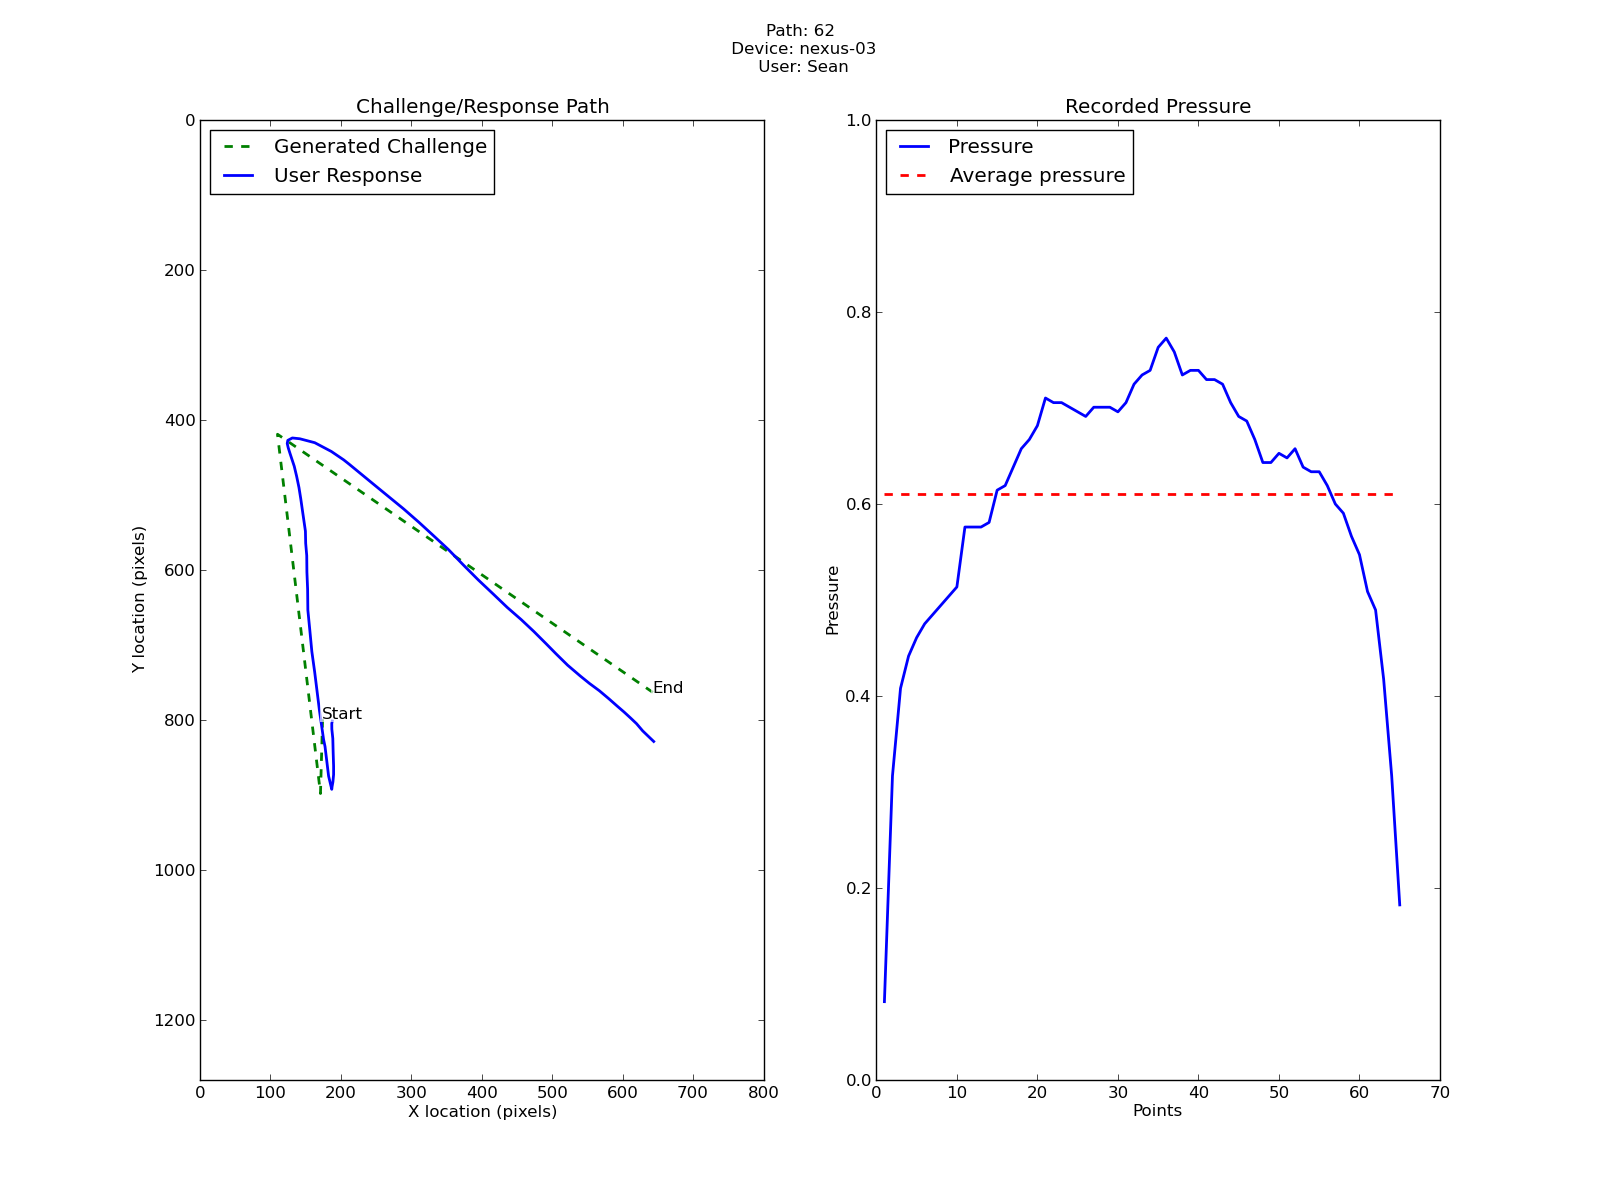 Path: 62
Device: nexus-03
User: Sean
Challenge/Response Path
Generated Challenge
User Response
0
200
400
600
800
1000
1200
Y location (pixels)
Start
End
0 100 200 300 400 500 600 700 800
X location (pixels)
Recorded Pressure
Pressure
Average pressure
1.0
0.8
0.6
0.4
0.2
0.0
Pressure
0 10 20 30 40 50 60 70
Points